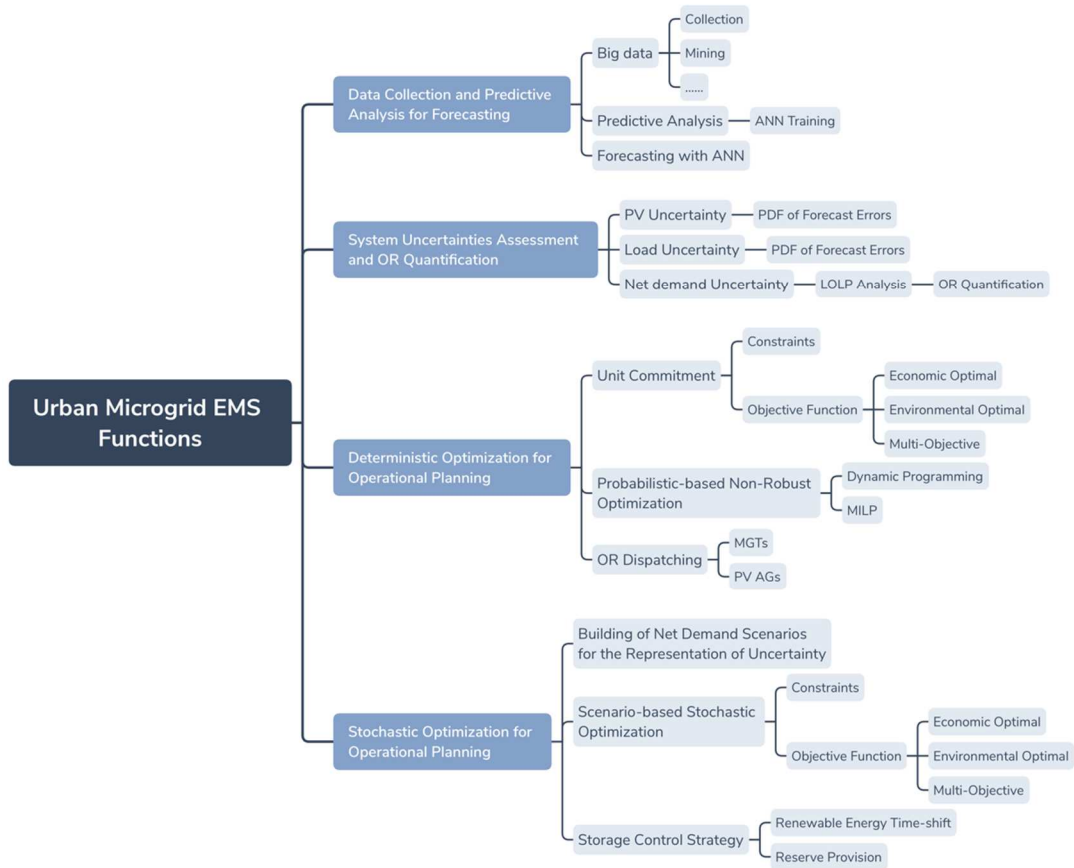 Urban Microgrid EMS
Functions
Data Collection and Predictive
Analysis for Forecasting
Big data
Collection
Mining
......
Predictive Analysis
ANN Training
Forecasting with ANN
System Uncertainties Assessment
and OR Quantification
PV Uncertainty
PDF of Forecast Errors
Load Uncertainty
PDF of Forecast Errors
Net demand Uncertainty
LOLP Analysis
OR Quantification
Deterministic Optimization for
Operational Planning
Unit Commitment
Constraints
Objective Function
Economic Optimal
Environmental Optimal
Multi-Objective
Probabilistic-based Non-Robust
Optimization
Dynamic Programming
MILP
OR Dispatching
MGTs
PV AGs
Stochastic Optimization for
Operational Planning
Building of Net Demand Scenarios
for the Representation of Uncertainty
Scenario-based Stochastic
Optimization
Constraints
Objective Function
Economic Optimal
Environmental Optimal
Multi-Objective
Storage Control Strategy
Renewable Energy Time-shift
Reserve Provision